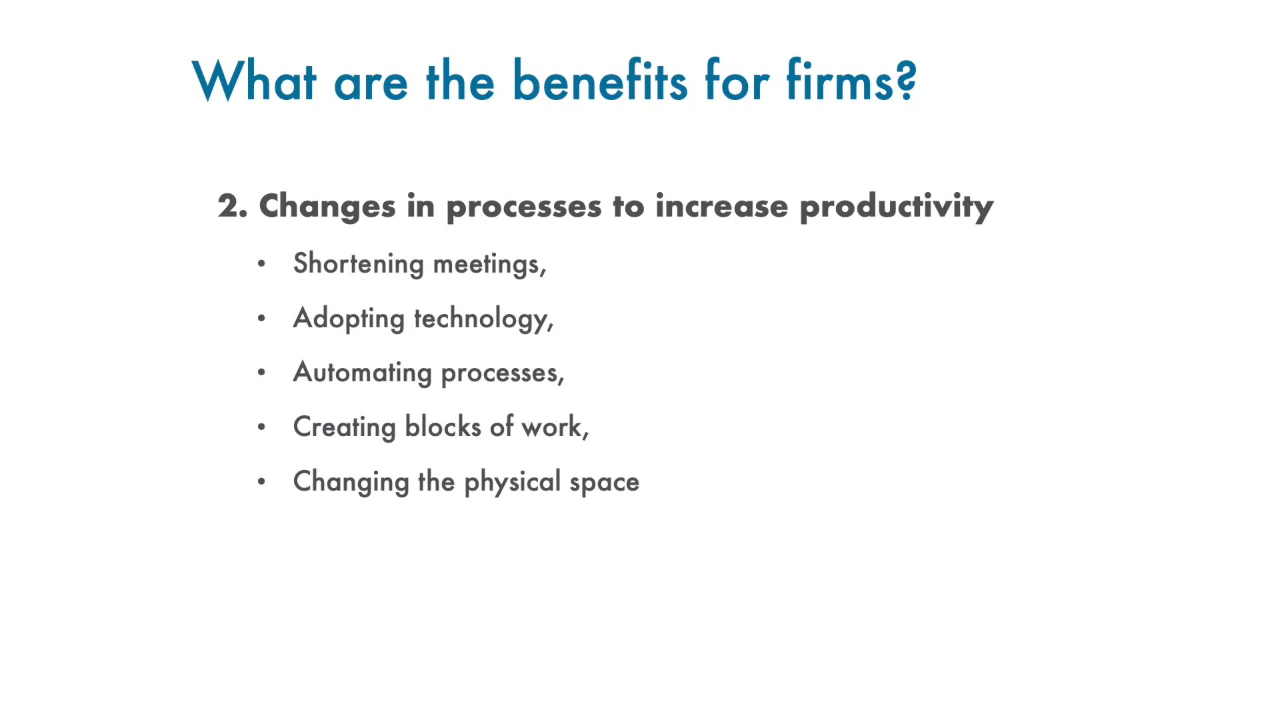 What are the benefits for firms?
2. Changes in processes to increase productivity
• Shortening meetings,
• Adopting technology,
• Automating processes,
• Creating blocks of work,
• Changing the physical space